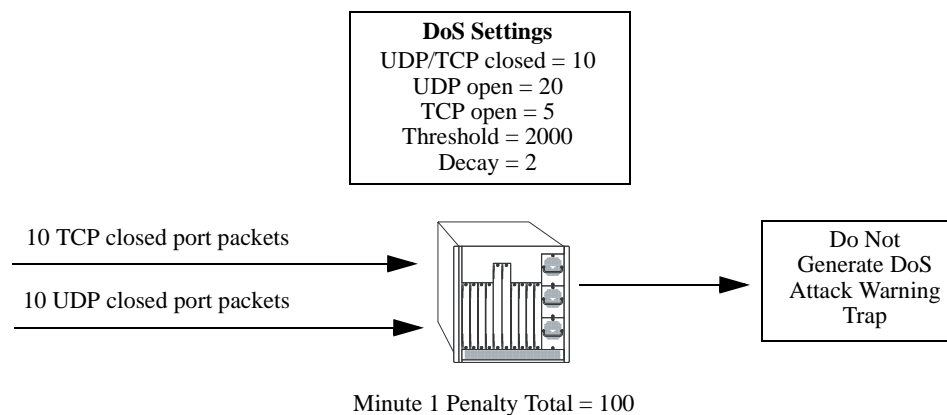 DoS Settings
UDP/TCP closed = 10
UDP open = 20
TCP open = 5
Threshold = 2000
Decay = 2
10 TCP closed port packets
10 UDP closed port packets
Do Not
Generate DoS
Attack Warning
Trap
Minute 1 Penalty Total = 100